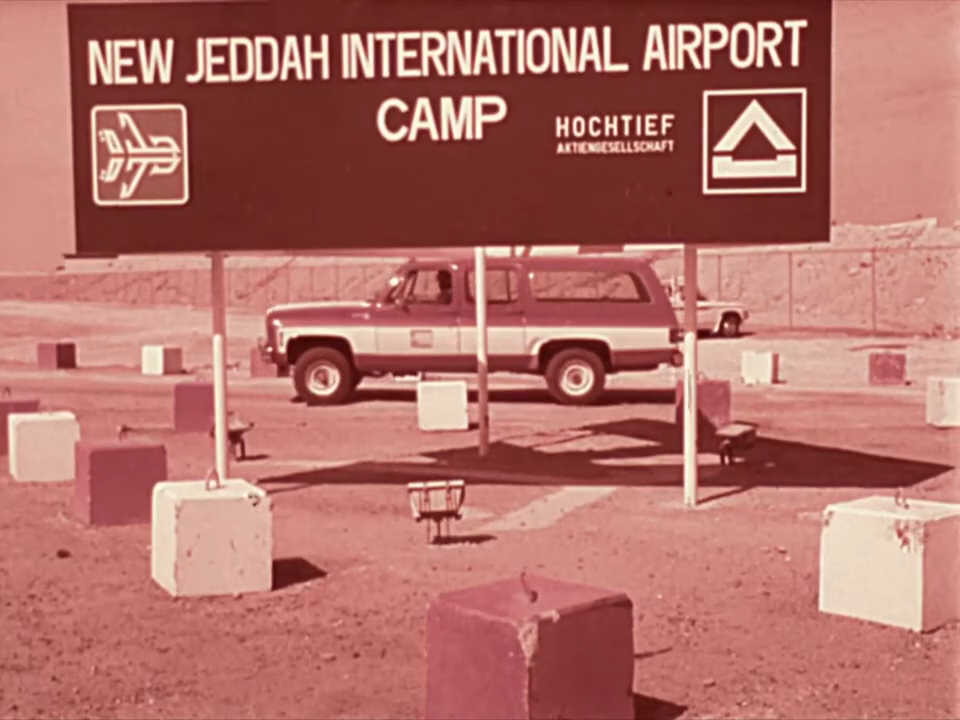 NEW JEDDAH INTERNATIONAL AIRPORT
CAMP
HOCHTIEF
AKTIENGESELLSCHAFT